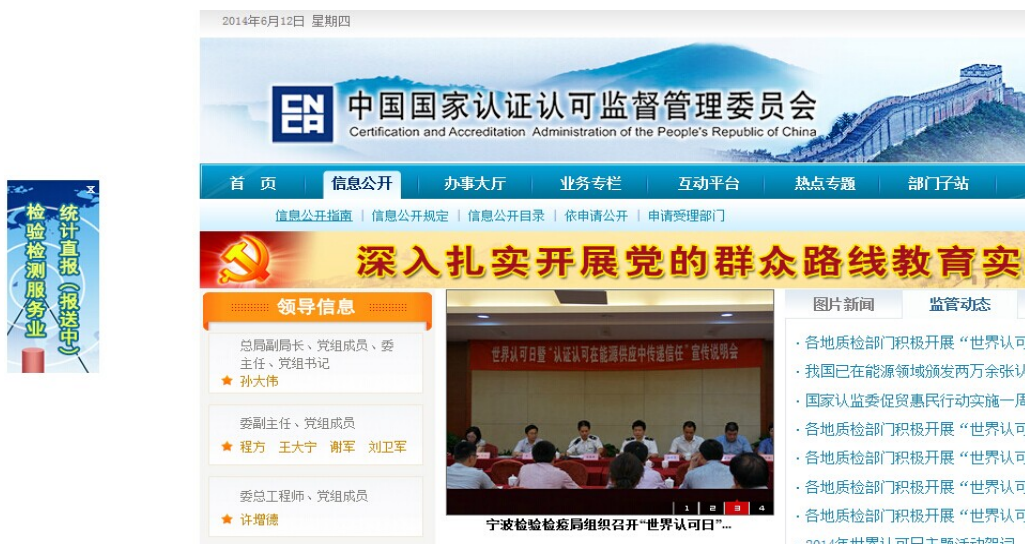 2014年6月12日 星期四
CNCA
中国国家认证认可监督管理委员会
Certification and Accreditation Administration of the People's Republic of China
首 页 信息公开 办事大厅 业务专栏 互动平台 热点专题 部门子站
信息公开指南 | 信息公开规定 | 信息公开目录 | 依申请公开 | 申请受理部门
x
统计直报(报送中)
检验检测服务业
深入扎实开展党的群众路线教育实
领导信息
总局副局长、党组成员、委
主任、党组书记
孙大伟
委副主任、党组成员
程方 王大宁 谢军 刘卫军
委总工程师、党组成员
许增德
世界认可日暨“认证认可在能源供应中传递信任”宣传说明会
1 2 3 4
宁波检验检疫局组织召开“世界认可日”...
图片新闻 监管动态
· 各地质检部门积极开展“世界认可
· 我国已在能源领域颁发两万余张认
· 国家认监委促贸惠民行动实施一周
· 各地质检部门积极开展“世界认可
· 各地质检部门积极开展“世界认可
· 各地质检部门积极开展“世界认可
· 各地质检部门积极开展“世界认可
2014年世界认可日主题活动贺词